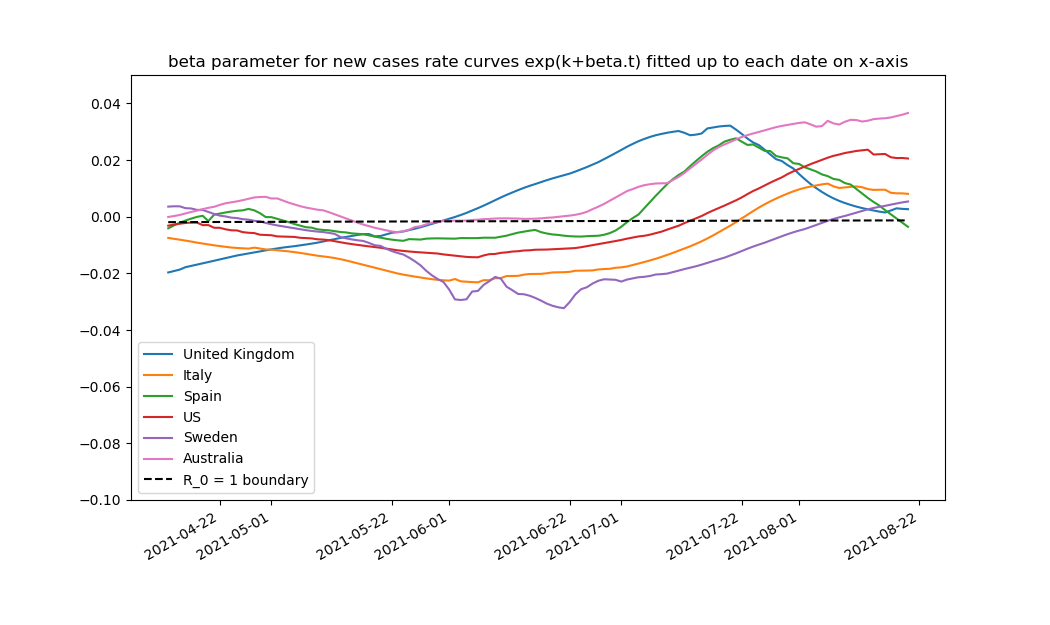 beta parameter for new cases rate curves exp(k+beta.t) fitted up to each date on x-axis
0.04
0.02
0.00
−0.02
−0.04
−0.06
−0.08
−0.10
United Kingdom
Italy
Spain
US
Sweden
Australia
R_0 = 1 boundary
2021-04-22
2021-05-01
2021-05-22
2021-06-01
2021-06-22
2021-07-01
2021-07-22
2021-08-01
2021-08-22